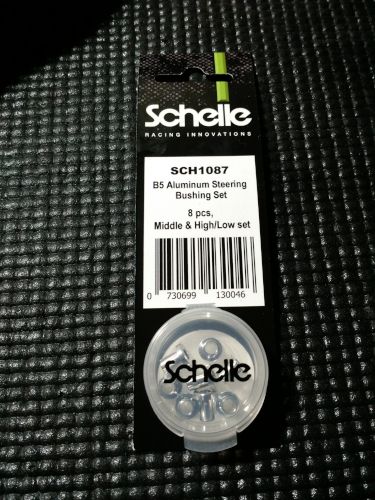 Schelle
RACING INNOVATIONS
SCH1087
B5 Aluminum Steering
Bushing Set
8 pcs,
Middle & High/Low set
0 730699 130046
Schelle